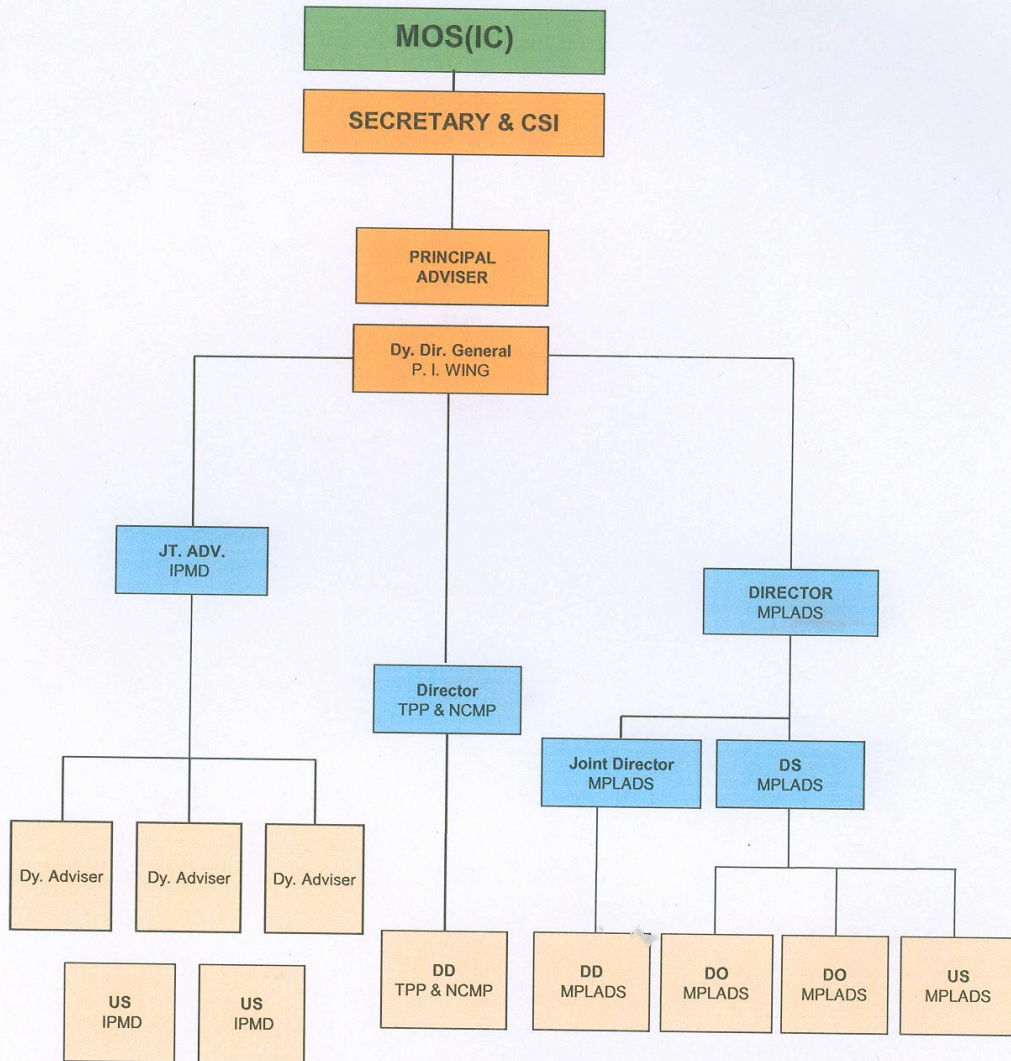 MOS(IC)
SECRETARY & CSI
PRINCIPAL
ADVISER
Dy. Dir. General
P. I. WING
JT. ADV.
IPMD
DIRECTOR
MPLADS
Director
TPP & NCMP
Joint Director
MPLADS
DS
MPLADS
Dy. Adviser
Dy. Adviser
Dy. Adviser
DD
TPP & NCMP
DD
MPLADS
DO
MPLADS
DO
MPLADS
US
MPLADS
US
IPMD
US
IPMD